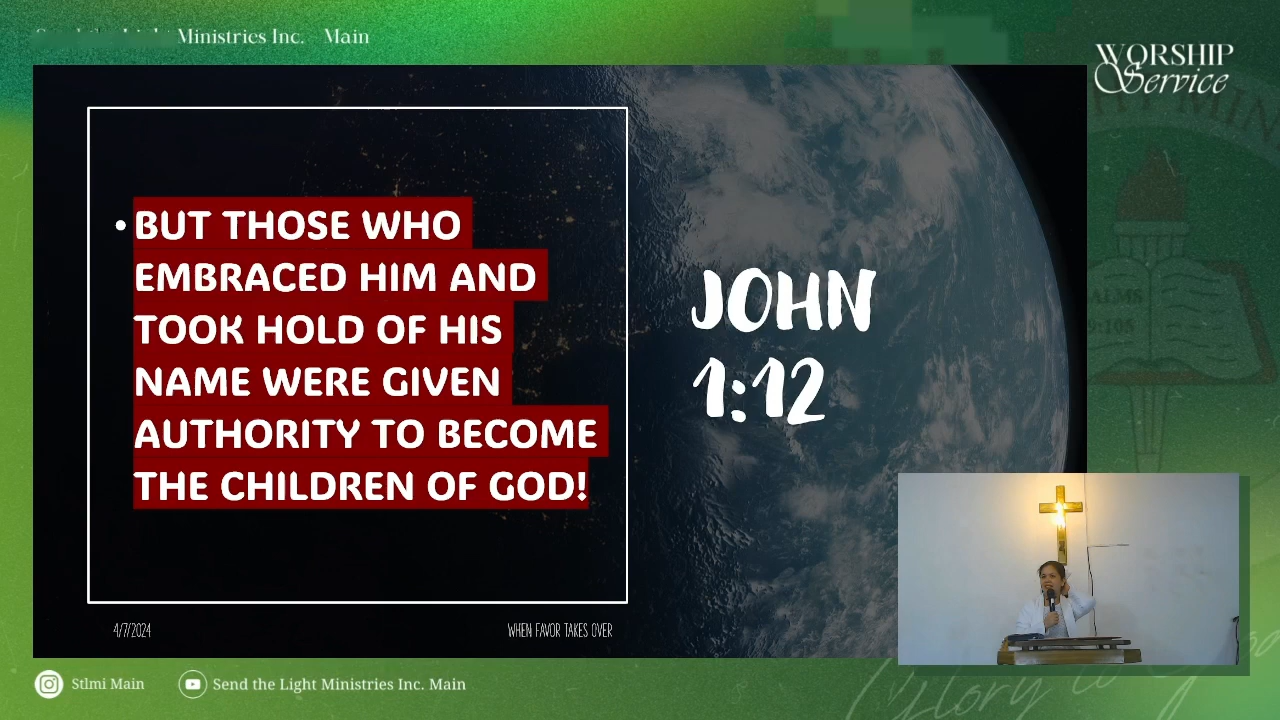 Ministries Inc. Main
WORSHIP
Service
• BUT THOSE WHO
EMBRACED HIM AND
TOOK HOLD OF HIS
NAME WERE GIVEN
AUTHORITY TO BECOME
THE CHILDREN OF GOD!
JOHN
1:12
4/7/2024
WHEN FAVOR TAKES OVER
Stlmi Main
Send the Light Ministries Inc. Main
Glory to